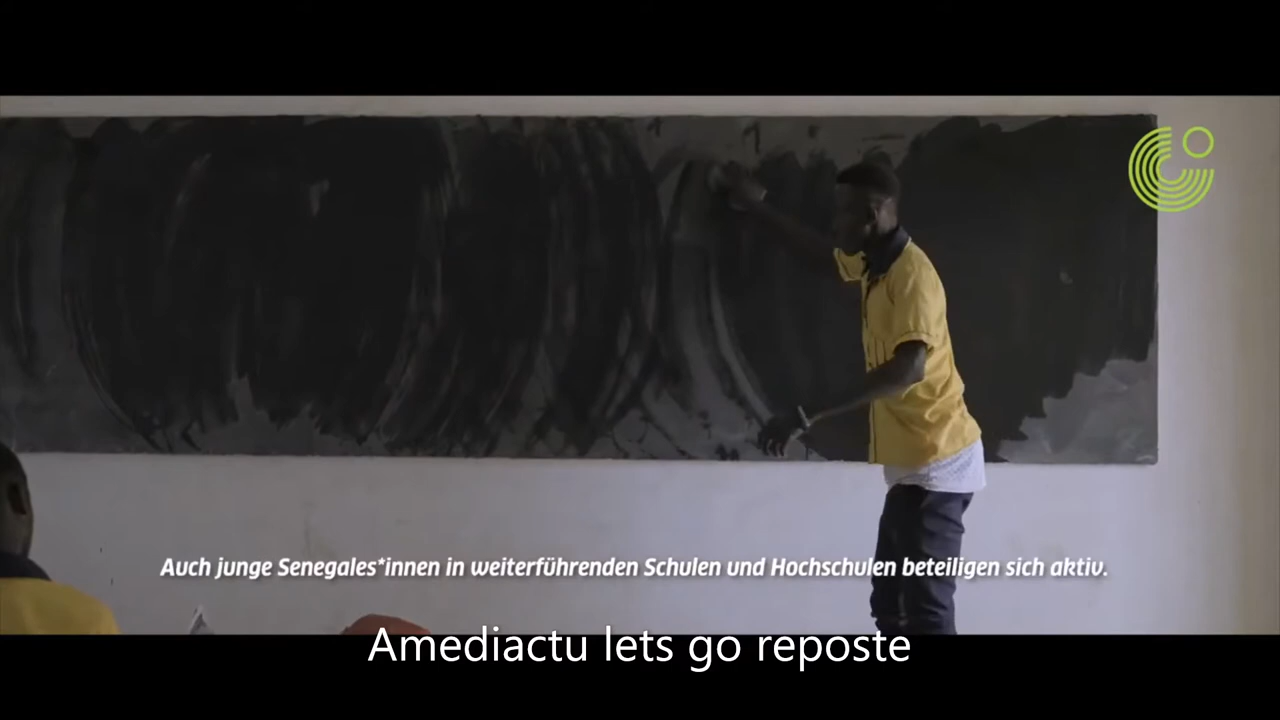 Auch junge Senegales*innen in weiterführenden Schulen und Hochschulen beteiligen sich aktiv.
Amediactu lets go reposte